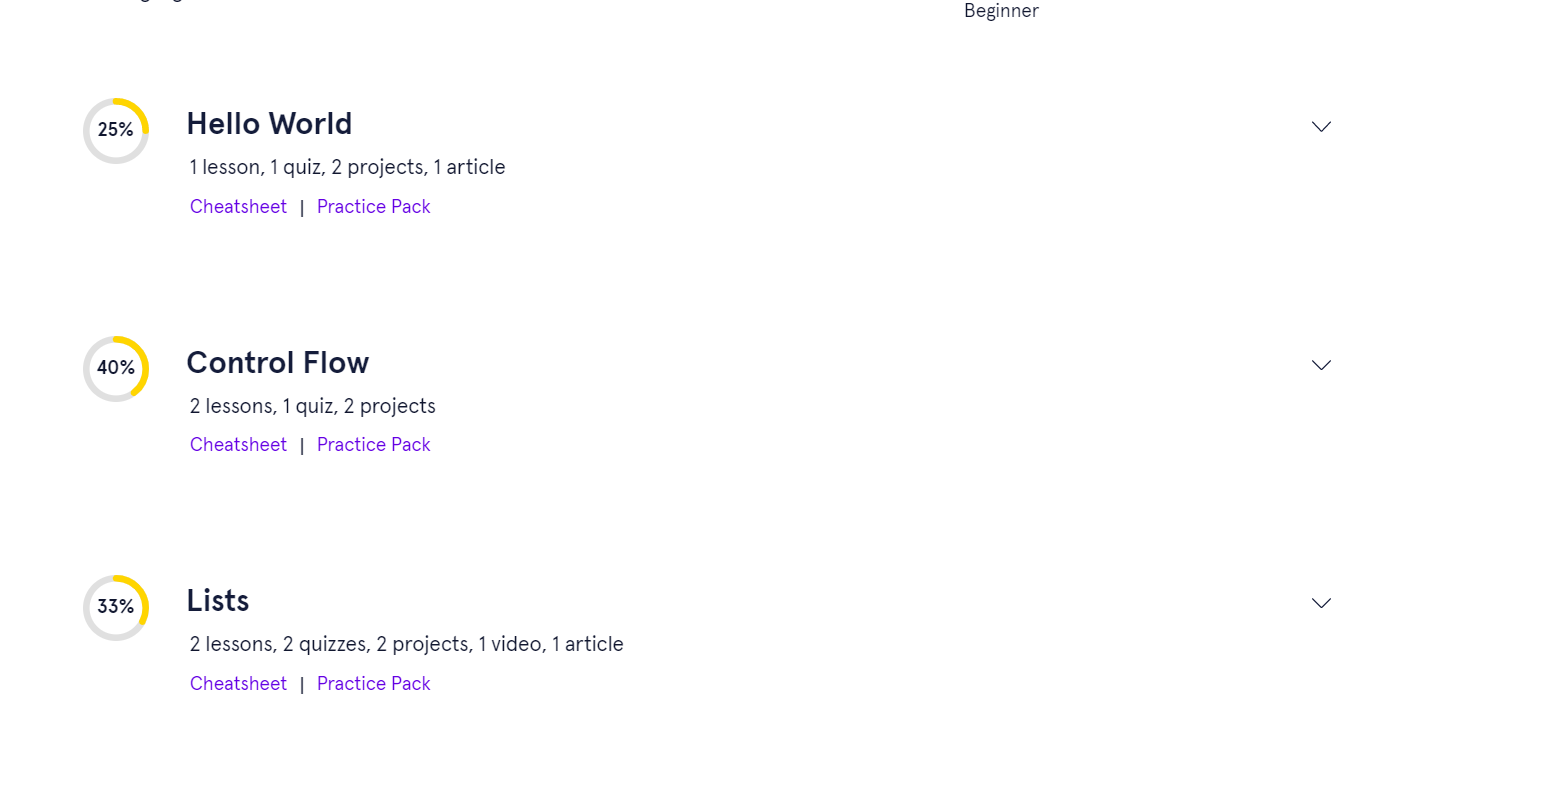 Beginner
25%
Hello World
1 lesson, 1 quiz, 2 projects, 1 article
Cheatsheet | Practice Pack
40%
Control Flow
2 lessons, 1 quiz, 2 projects
Cheatsheet | Practice Pack
33%
Lists
2 lessons, 2 quizzes, 2 projects, 1 video, 1 article
Cheatsheet | Practice Pack